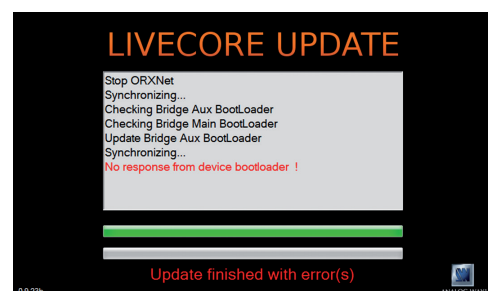 LIVECORE UPDATE
Stop ORXNet
Synchronizing...
Checking Bridge Aux BootLoader
Checking Bridge Main BootLoader
Update Bridge Aux BootLoader
Synchronizing...
No response from device bootloader !
Update finished with error(s)